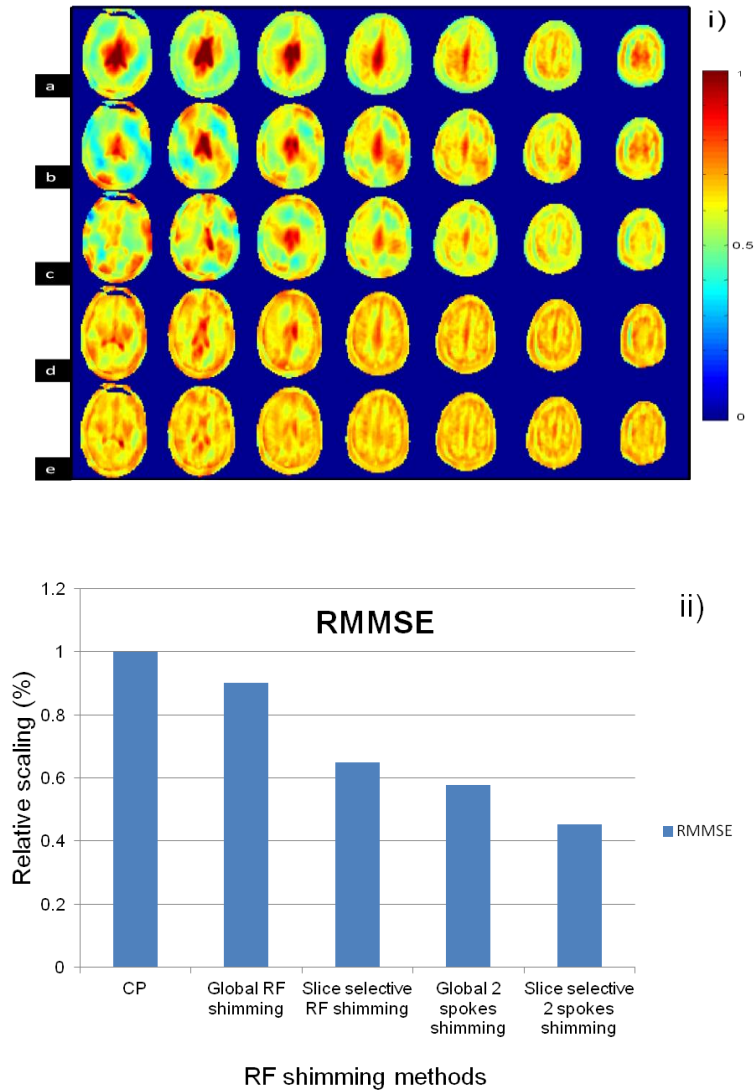 i)
a
b
c
d
e
1
0.5
0
ii)
RMMSE
1.2
1
0.8
0.6
0.4
0.2
0
Relative scaling (%)
CP
Global RF
shimming
Slice selective
RF shimming
Global 2
spokes
shimming
Slice selective
2 spokes
shimming
RMMSE
RF shimming methods